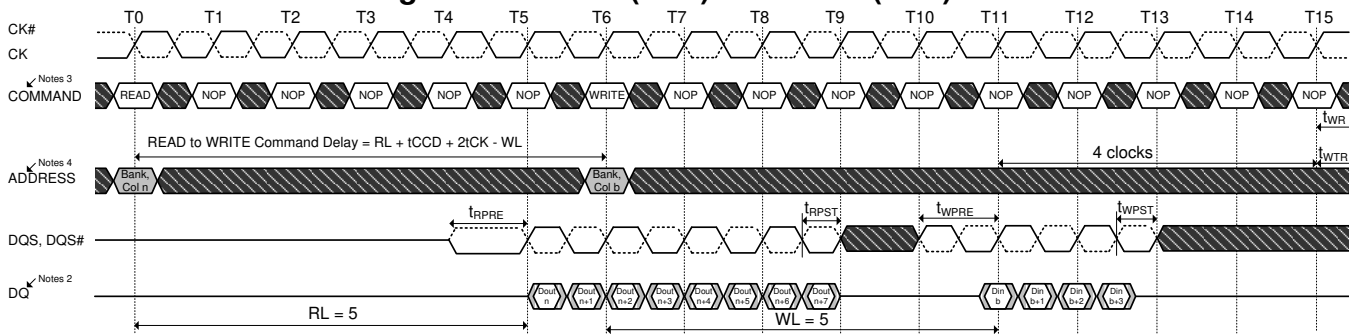 T0 T1 T2 T3 T4 T5 T6 T7 T8 T9 T10 T11 T12 T13 T14 T15
CK#
CK
Notes 3
COMMAND READ NOP NOP NOP NOP NOP WRITE NOP NOP NOP NOP NOP NOP NOP NOP NOP
tWR
READ to WRITE Command Delay = RL + tCCD + 2tCK - WL
4 clocks tWTR
Notes 4
ADDRESS
Bank, Col n
Bank, Col b
tRPRE tRPST tWPRE tWPST
DQS, DQS#
Notes 2
DQ
Dout n
Dout n+1
Dout n+2
Dout n+3
Dout n+4
Dout n+5
Dout n+6
Dout n+7
Din b
Din b+1
Din b+2
Din b+3
RL = 5 WL = 5